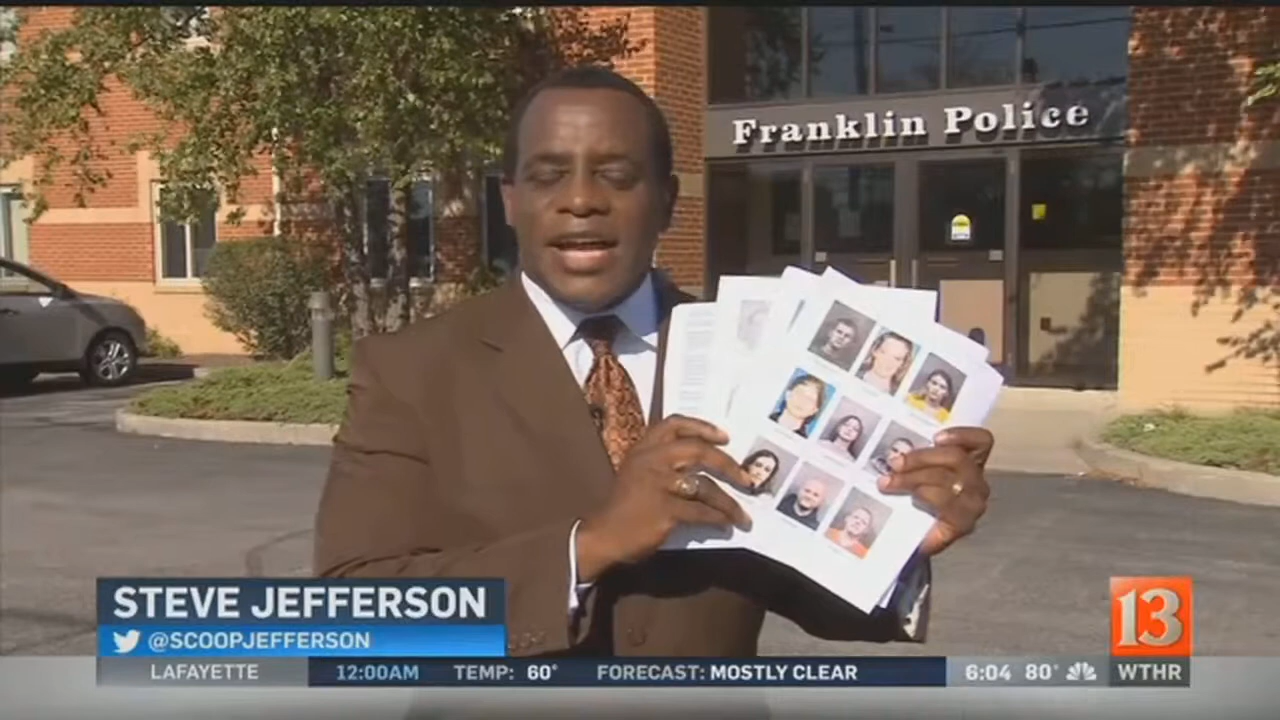 Franklin Police
STEVE JEFFERSON
@SCOOPJEFFERSON
13
LAFAYETTE 12:00AM TEMP: 60° FORECAST: MOSTLY CLEAR 6:04 80° WTHR